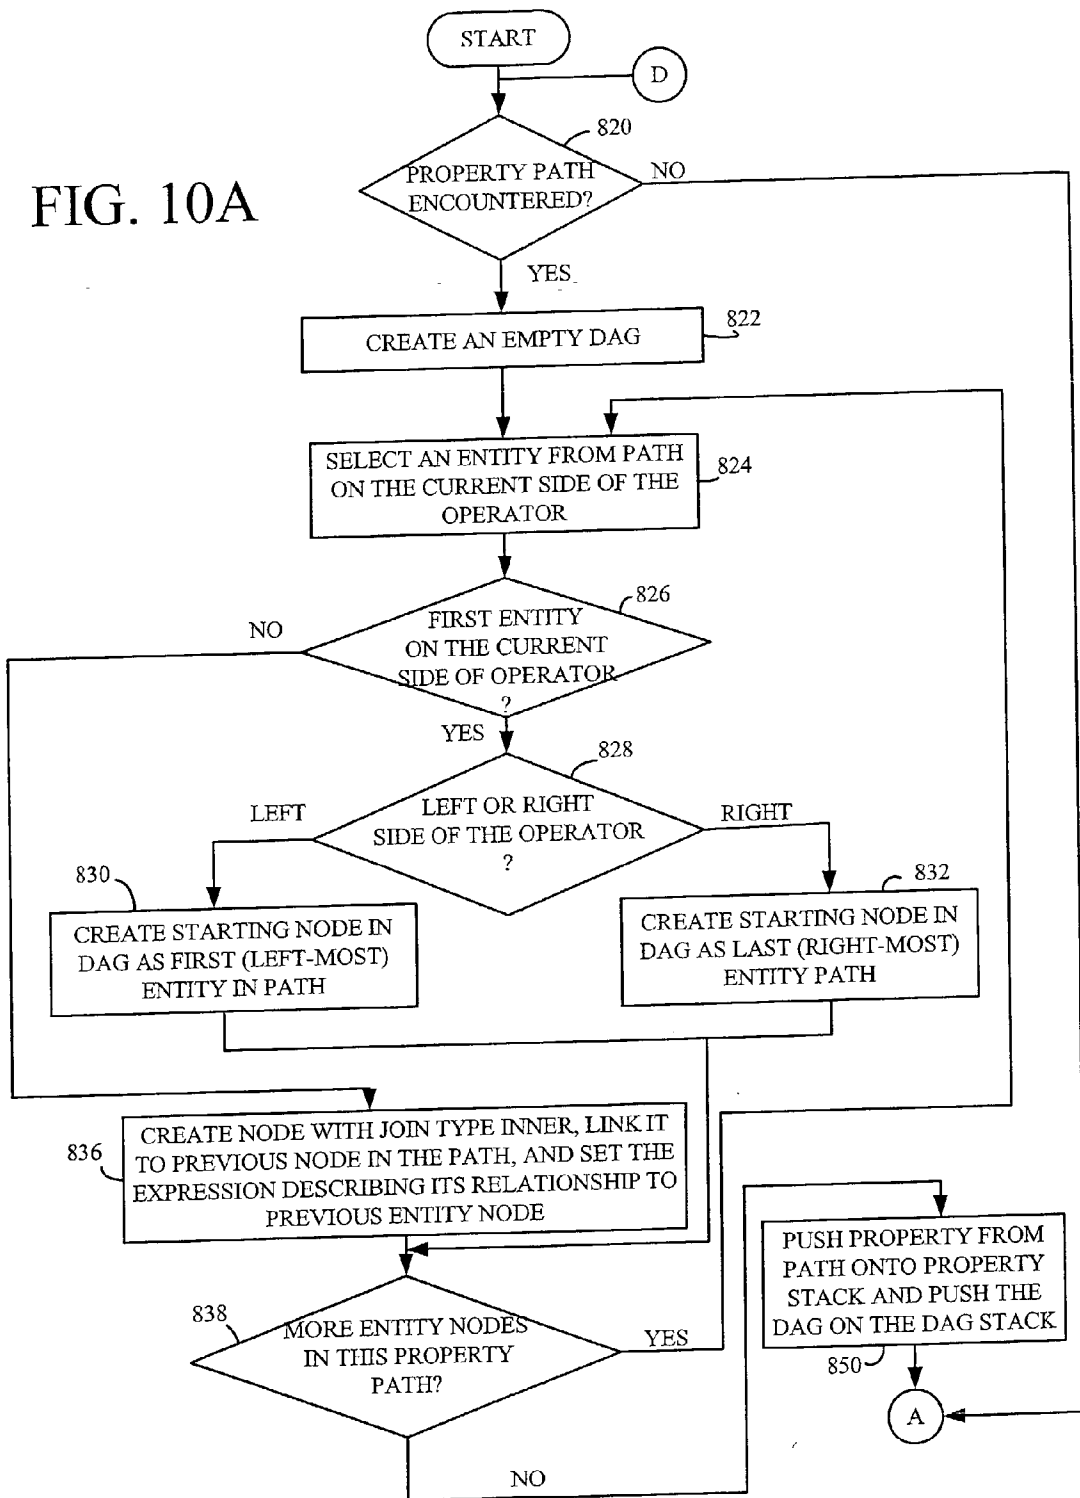 START
D
820
PROPERTY PATH
ENCOUNTERED?
NO
FIG. 10A
YES
CREATE AN EMPTY DAG
822
SELECT AN ENTITY FROM PATH
ON THE CURRENT SIDE OF THE
OPERATOR
824
826
FIRST ENTITY
ON THE CURRENT
SIDE OF OPERATOR
?
NO
YES
828
LEFT OR RIGHT
SIDE OF THE OPERATOR
?
LEFT
RIGHT
830
CREATE STARTING NODE IN
DAG AS FIRST (LEFT-MOST)
ENTITY IN PATH
832
CREATE STARTING NODE IN
DAG AS LAST (RIGHT-MOST)
ENTITY PATH
836
CREATE NODE WITH JOIN TYPE INNER, LINK IT
TO PREVIOUS NODE IN THE PATH, AND SET THE
EXPRESSION DESCRIBING ITS RELATIONSHIP TO
PREVIOUS ENTITY NODE
838
MORE ENTITY NODES
IN THIS PROPERTY
PATH?
YES
NO
PUSH PROPERTY FROM
PATH ONTO PROPERTY
STACK AND PUSH THE
DAG ON THE DAG STACK
850
A